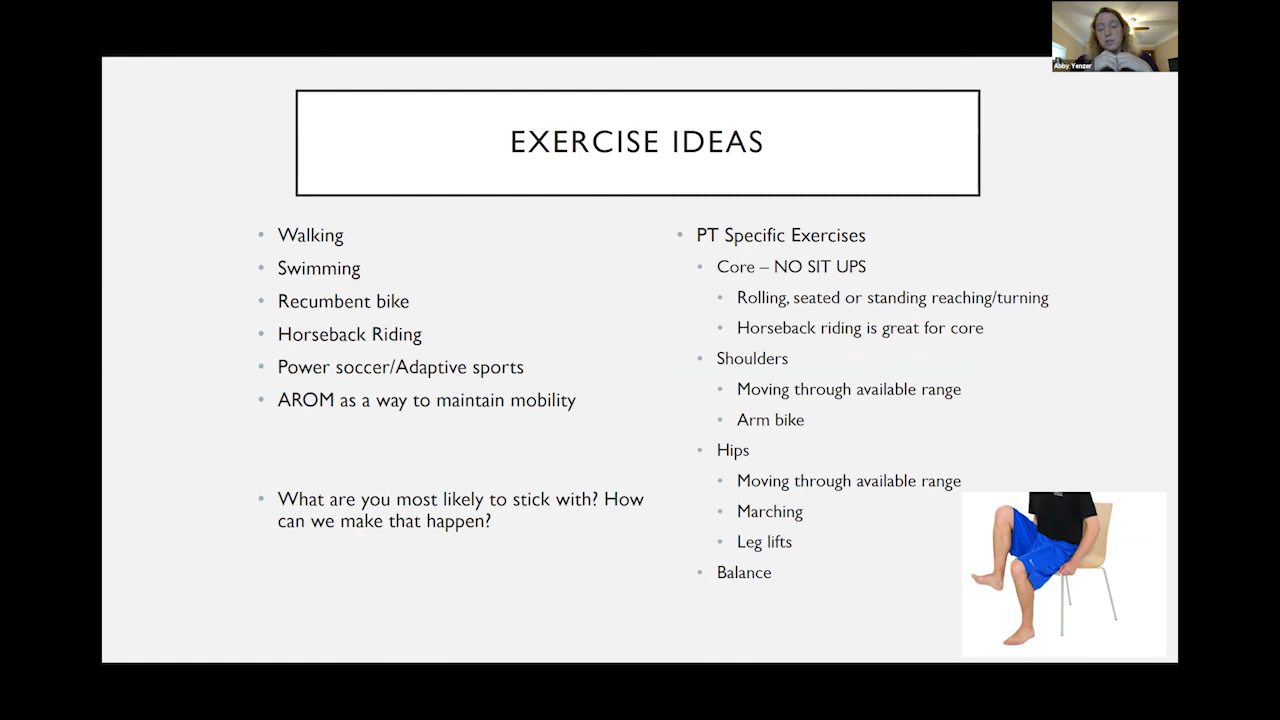 Abby Yenzer
EXERCISE IDEAS
Walking
Swimming
Recumbent bike
Horseback Riding
Power soccer/Adaptive sports
AROM as a way to maintain mobility
What are you most likely to stick with? How
can we make that happen?
PT Specific Exercises
Core – NO SIT UPS
Rolling, seated or standing reaching/turning
Horseback riding is great for core
Shoulders
Moving through available range
Arm bike
Hips
Moving through available range
Marching
Leg lifts
Balance